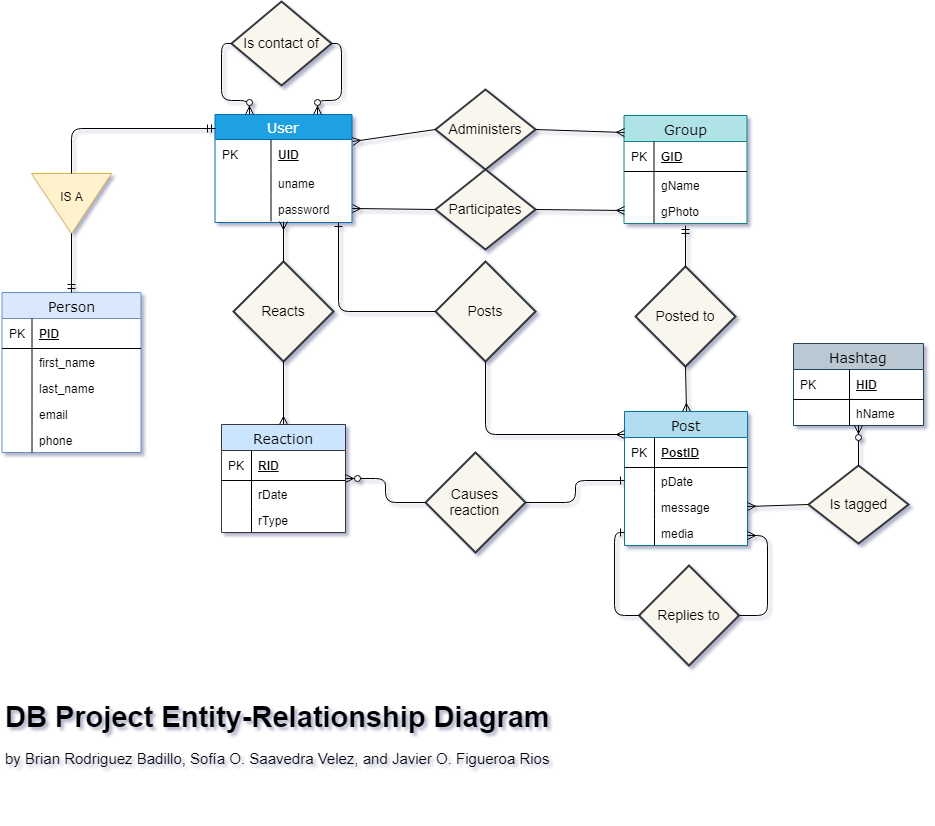 Is contact of
User
PK UID
uname
password
Administers
Participates
Group
PK GID
gName
gPhoto
IS A
Person
PK PID
first_name
last_name
email
phone
Reacts
Posts
Posted to
Hashtag
PK HID
hName
Reaction
PK RID
rDate
rType
Causes
reaction
Post
PK PostID
pDate
message
media
Is tagged
Replies to
DB Project Entity-Relationship Diagram
by Brian Rodriguez Badillo, Sofía O. Saavedra Velez, and Javier O. Figueroa Rios